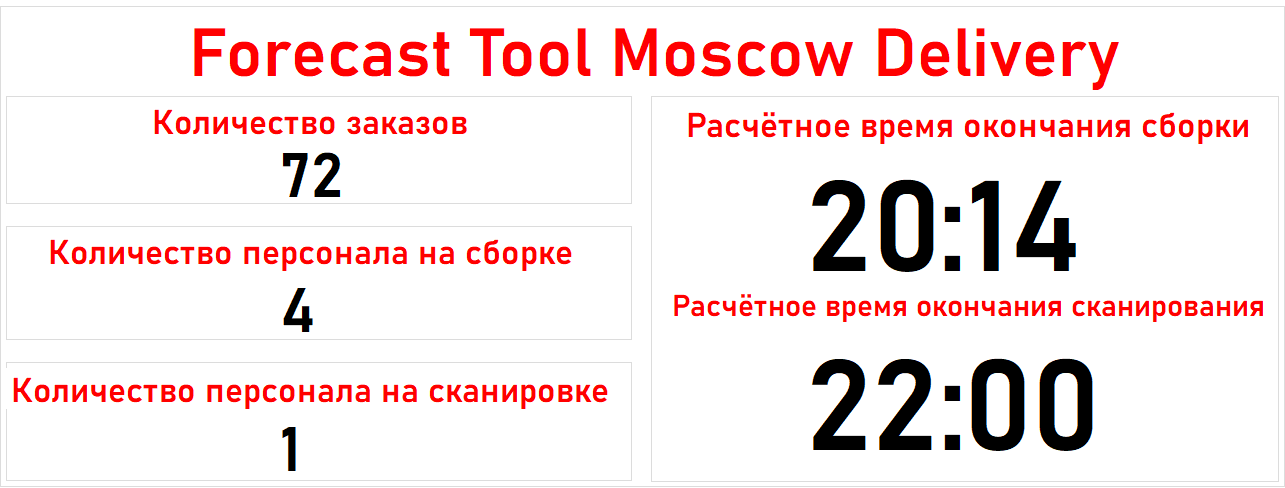 Forecast Tool Moscow Delivery
Количество заказов
72
Количество персонала на сборке
4
Количество персонала на сканировке
1
Расчётное время окончания сборки
20:14
Расчётное время окончания сканирования
22:00